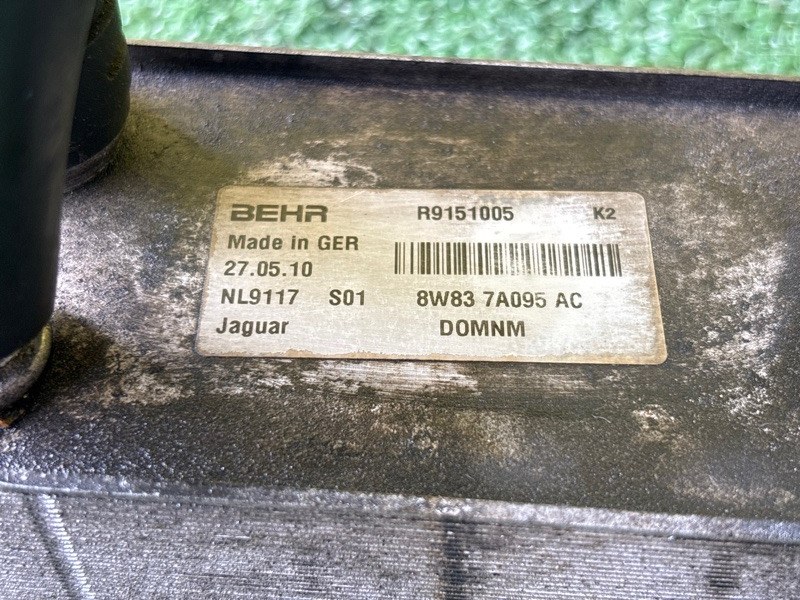 BEHR R9151005 K2
Made in GER
27.05.10
NL9117 S01 8W83 7A095 AC
Jaguar DOMNM